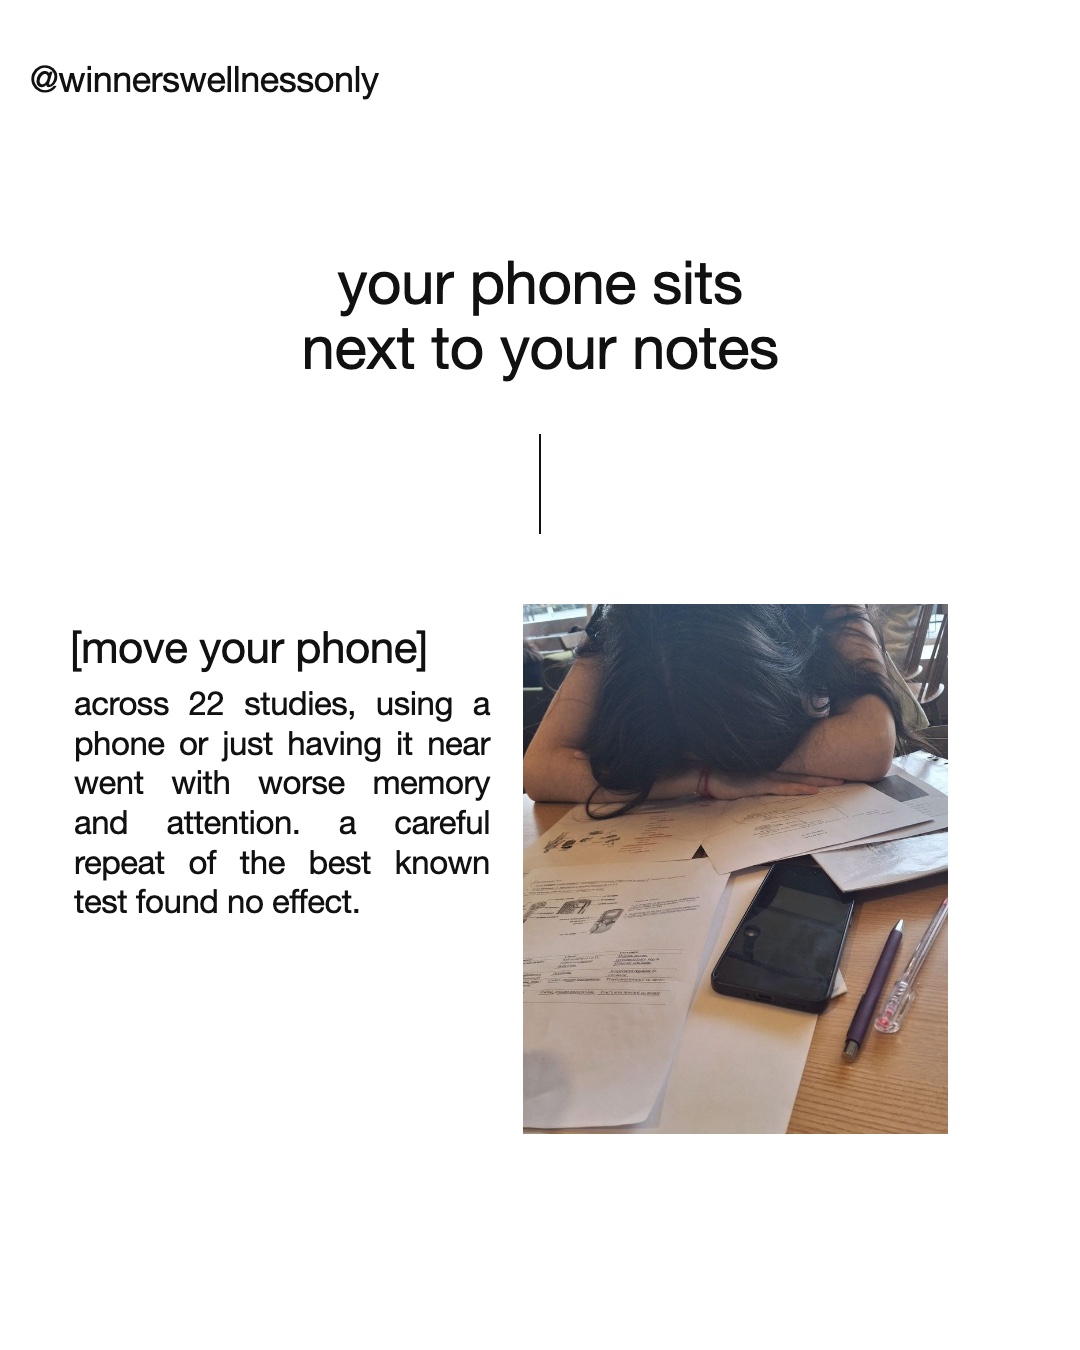 @winnerswellnessonly
your phone sits
next to your notes
[move your phone]
across 22 studies, using a
phone or just having it near
went with worse memory
and attention. a careful
repeat of the best known
test found no effect.